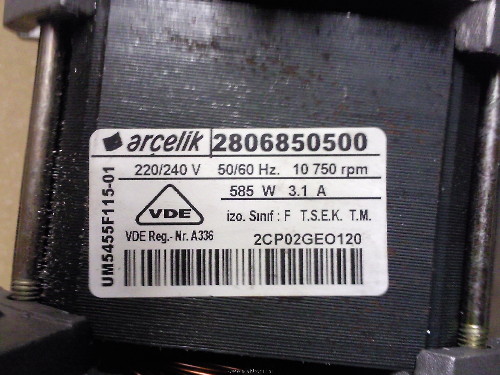 arçelik 2806850500
220/240 V 50/60 Hz. 10 750 rpm
585 W 3.1 A
VDE
izo. Sınıf : F T.S.E.K. T.M.
VDE Reg.- Nr. A336 2CP02GEO120
UM5455F115-01